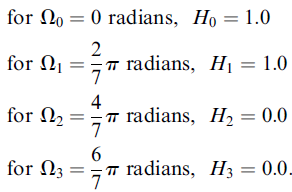 for Ω₀ = 0 radians, H₀ = 1.0
for Ω₁ = 2/7 π radians, H₁ = 1.0
for Ω₂ = 4/7 π radians, H₂ = 0.0
for Ω₃ = 6/7 π radians, H₃ = 0.0.